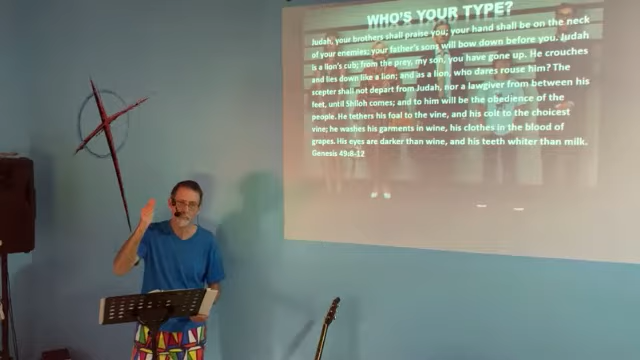 WHO'S YOUR TYPE?
Judah, your brothers shall praise you; your hand shall be on the neck
of your enemies; your father's sons will bow down before you. Judah
is a lion's cub; from the prey, my son, you have gone up. He crouches
and lies down like a lion; and as a lion, who dares rouse him? The
scepter shall not depart from Judah, nor a lawgiver from between his
feet, until Shiloh comes; and to him will be the obedience of the
people. He tethers his foal to the vine, and his colt to the choicest
vine; he washes his garments in wine, his clothes in the blood of
grapes. His eyes are darker than wine, and his teeth whiter than milk.
Genesis 49:8-12